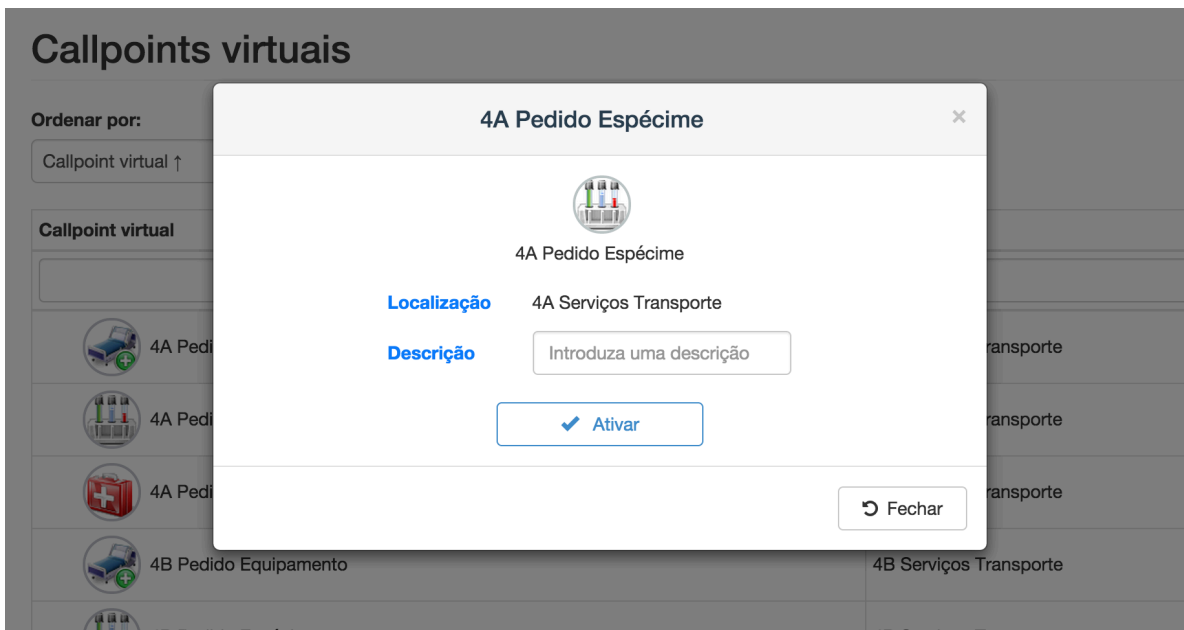 Callpoints virtuais
Ordenar por:
Callpoint virtual ↑
Callpoint virtual
4A Pedido Espécime
×
4A Pedido Espécime
Localização 4A Serviços Transporte
Descrição Introduza uma descrição
Ativar
Fechar
4A Pedi
ransporte
4A Pedi
ransporte
4A Pedi
ransporte
4B Pedido Equipamento 4B Serviços Transporte